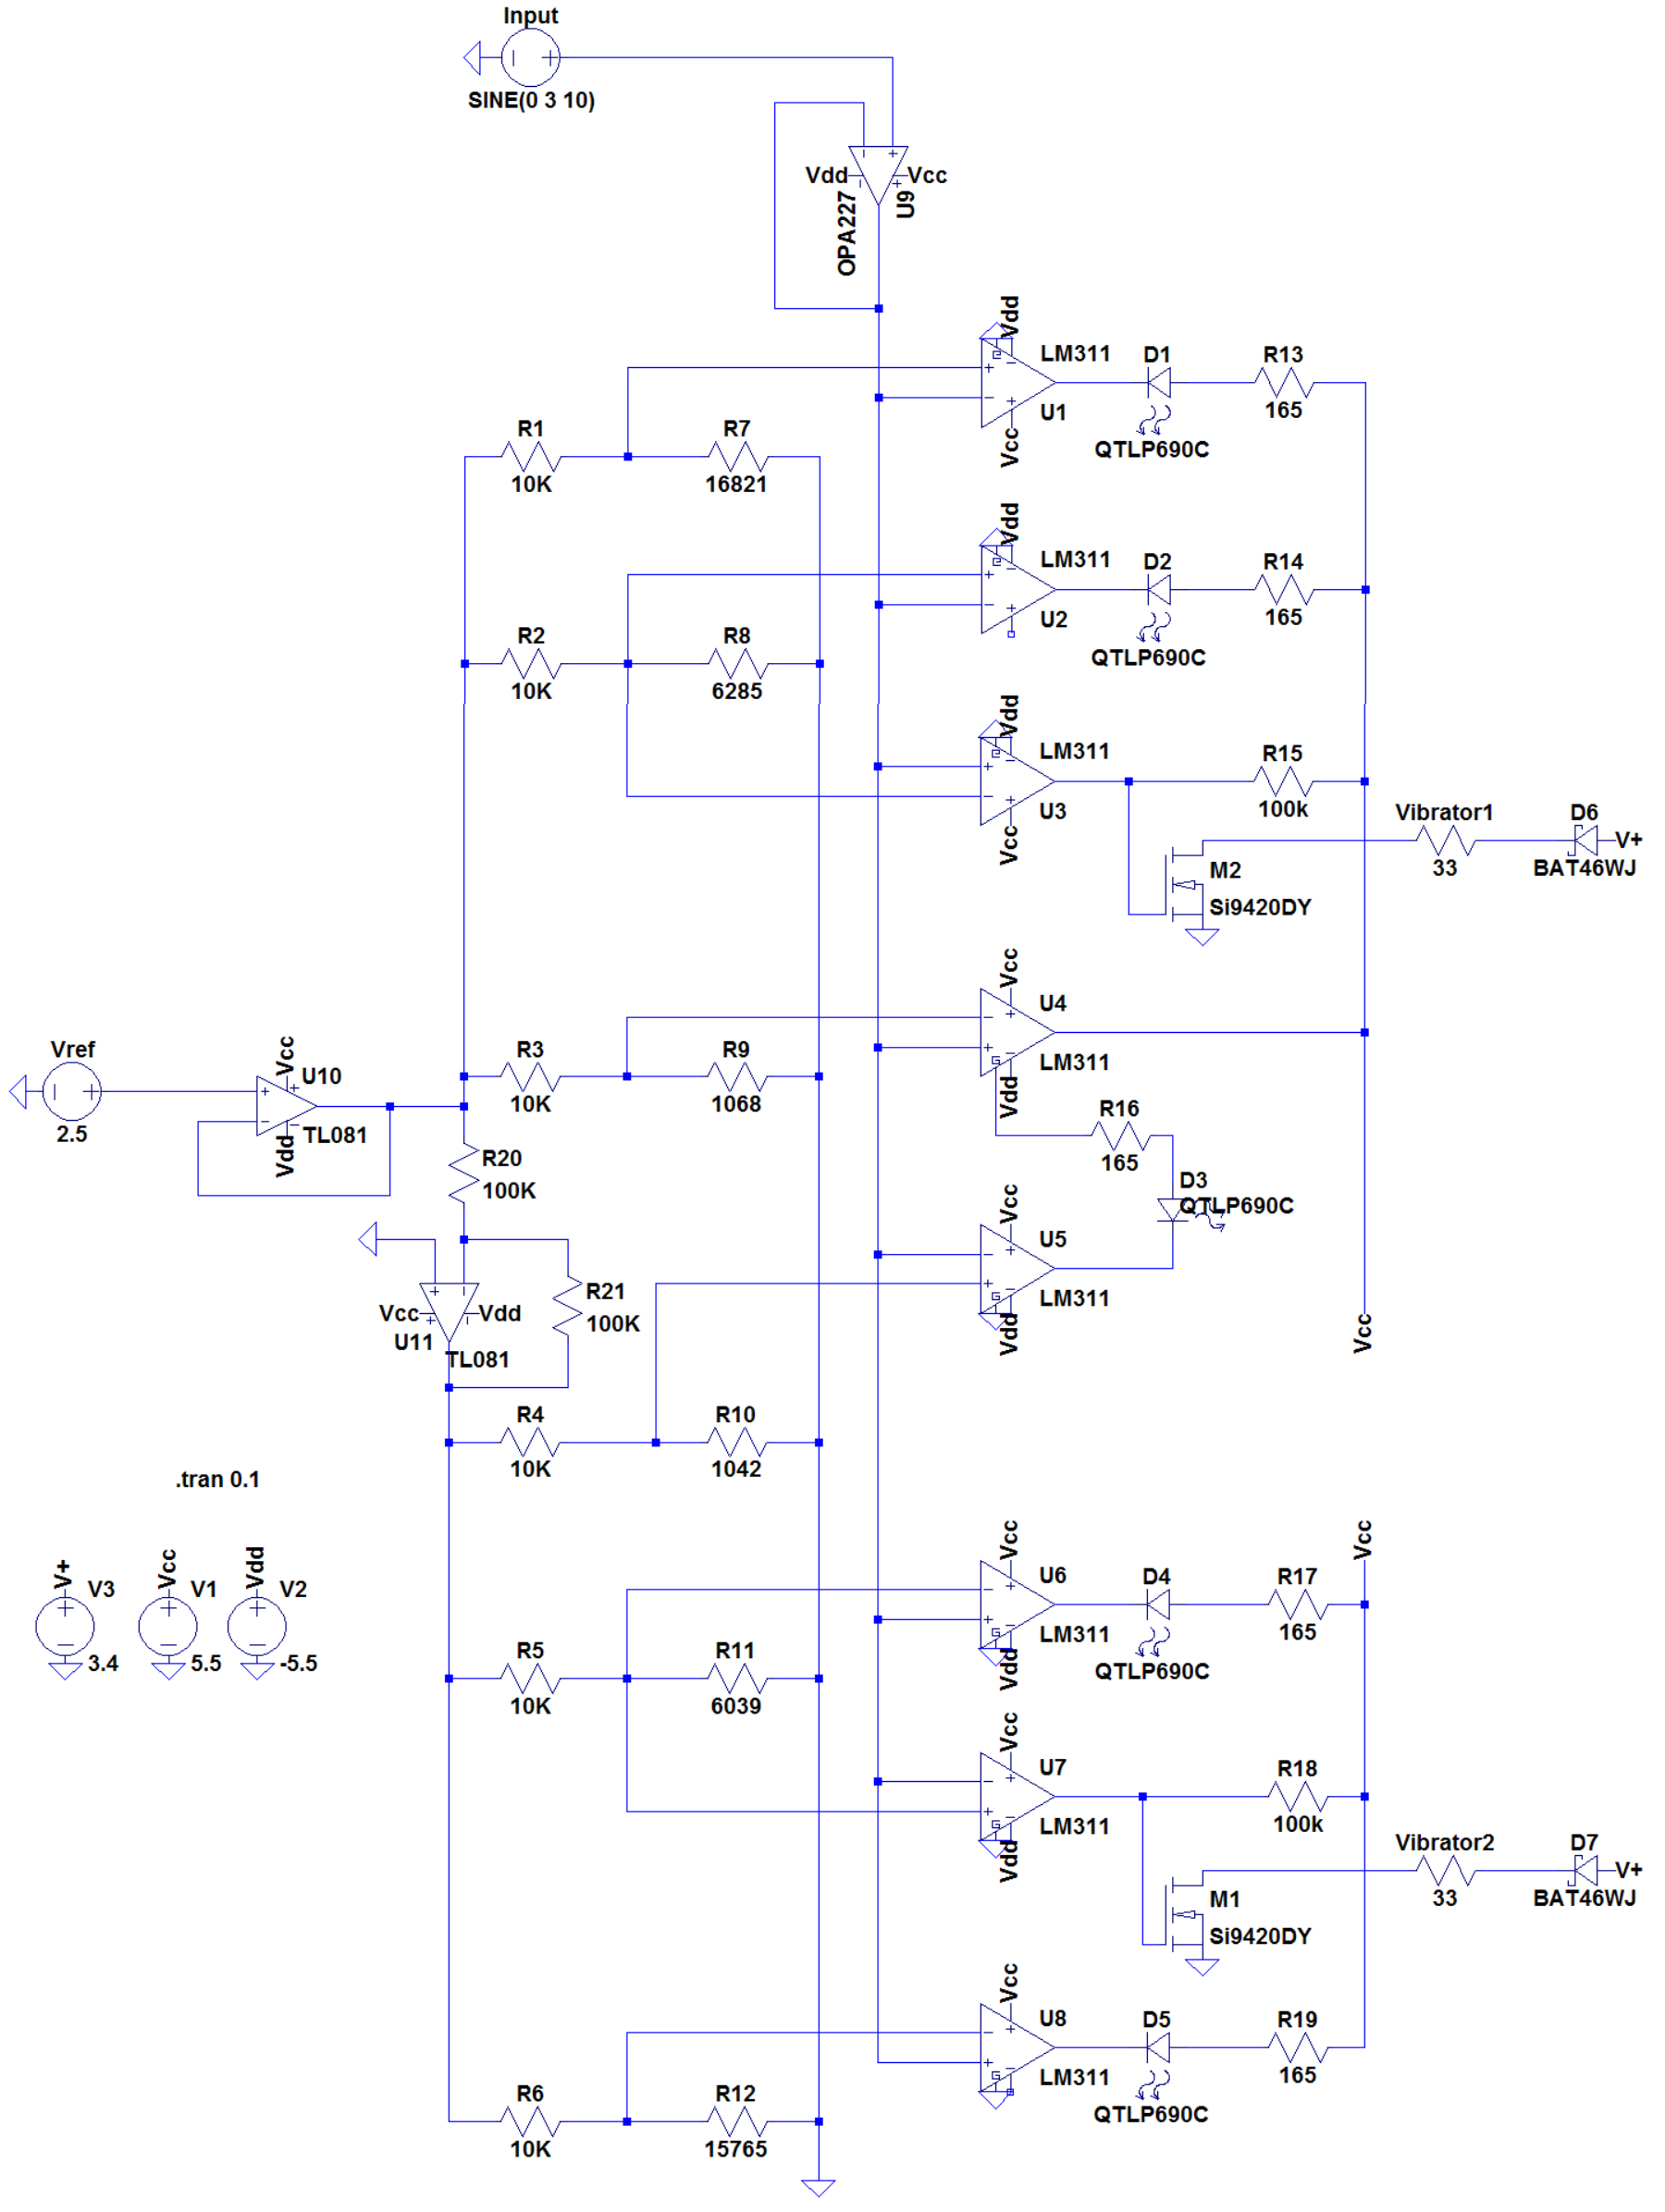 Input
SINE(0 3 10)
Vdd
Vcc
OPA227
U9
Vdd
LM311
D1
R13
U1
165
Vcc
QTLP690C
R1
R7
10K
16821
Vdd
LM311
D2
R14
U2
165
QTLP690C
R2
R8
10K
6285
Vdd
LM311
R15
U3
100k
Vcc
Vibrator1
D6
V+
33
BAT46WJ
M2
Si9420DY
Vcc
U4
LM311
Vdd
R3
R9
10K
1068
Vref
2.5
Vcc
U10
TL081
Vdd
R16
165
R20
100K
D3
QTLP690C
Vcc
U5
LM311
Vdd
R21
100K
Vcc
Vdd
U11
TL081
Vcc
R4
R10
10K
1042
.tran 0.1
V+
V3
3.4
Vcc
V1
5.5
Vdd
V2
-5.5
Vcc
U6
D4
R17
Vcc
LM311
165
Vdd
QTLP690C
R5
R11
10K
6039
Vcc
U7
R18
LM311
100k
Vdd
Vibrator2
D7
V+
33
BAT46WJ
M1
Si9420DY
Vcc
U8
D5
R19
LM311
165
QTLP690C
R6
R12
10K
15765